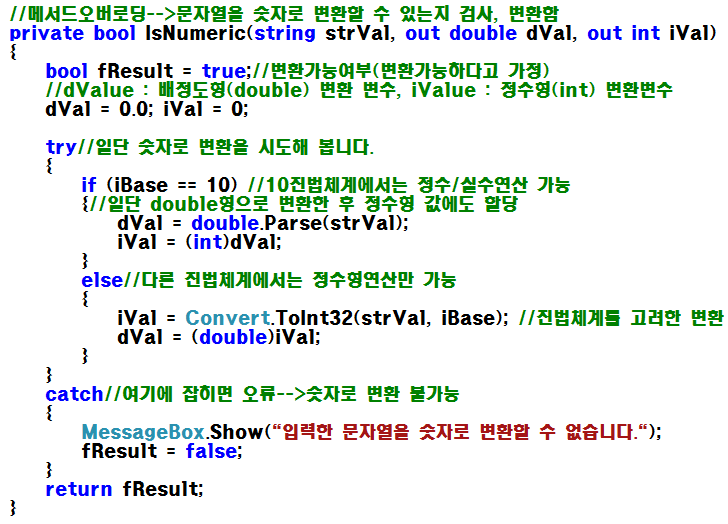 //메서드오버로딩-->문자열을 숫자로 변환할 수 있는지 검사, 변환함
private bool IsNumeric(string strVal, out double dVal, out int iVal)
{
bool fResult = true;//변환가능여부(변환가능하다고 가정)
//dValue : 배정도형(double) 변환 변수, iValue : 정수형(int) 변환변수
dVal = 0.0; iVal = 0;
try//일단 숫자로 변환을 시도해 봅니다.
{
if (iBase == 10) //10진법체계에서는 정수/실수연산 가능
{//일단 double형으로 변환한 후 정수형 값에도 할당
dVal = double.Parse(strVal);
iVal = (int)dVal;
}
else//다른 진법체계에서는 정수형연산만 가능
{
iVal = Convert.ToInt32(strVal, iBase); //진법체계를 고려한 변환
dVal = (double)iVal;
}
}
catch//여기에 잡히면 오류-->숫자로 변환 불가능
{
MessageBox.Show(“입력한 문자열을 숫자로 변환할 수 없습니다.“);
fResult = false;
}
return fResult;
}